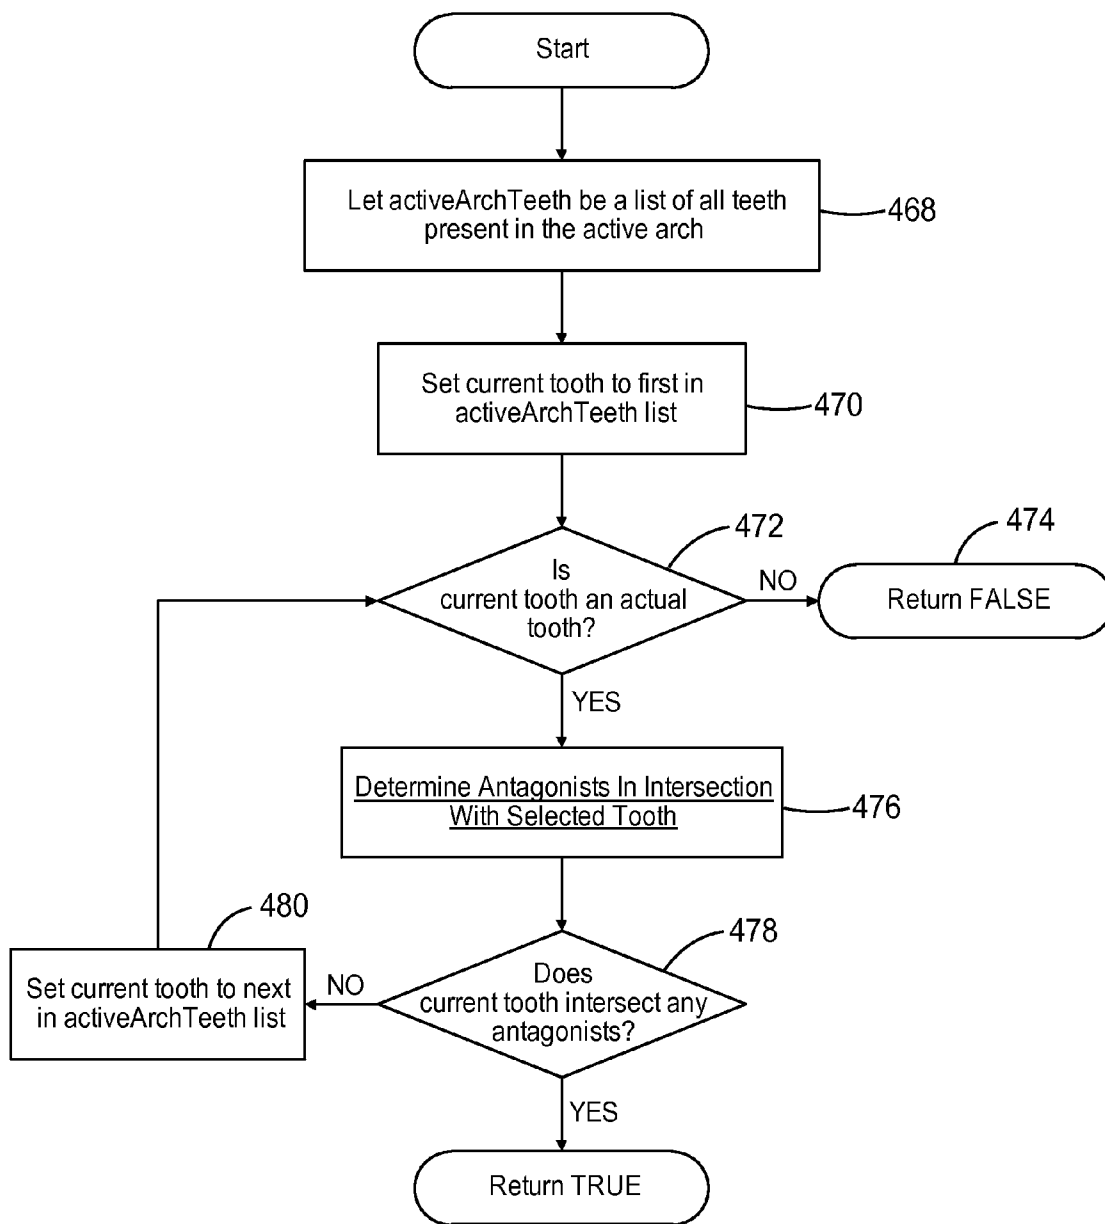 Start
Let activeArchTeeth be a list of all teeth
present in the active arch
468
Set current tooth to first in
activeArchTeeth list
470
472
Is
current tooth an actual
tooth?
NO
474
Return FALSE
YES
Determine Antagonists In Intersection
With Selected Tooth
476
480
Set current tooth to next
in activeArchTeeth list
NO
478
Does
current tooth intersect any
antagonists?
YES
Return TRUE